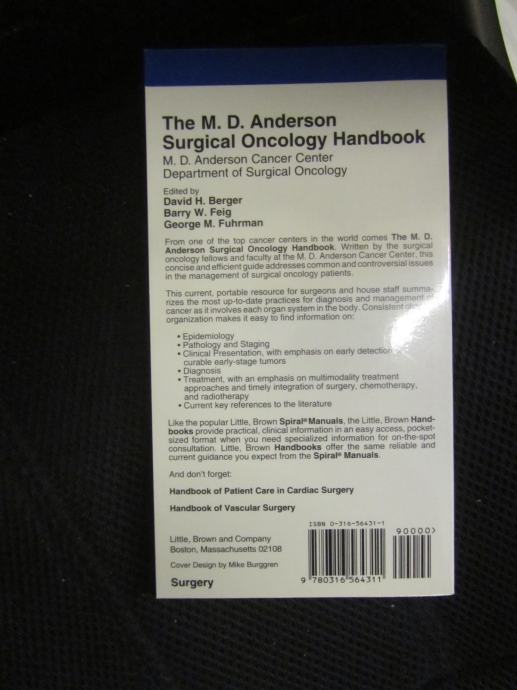 The M. D. Anderson
Surgical Oncology Handbook
M. D. Anderson Cancer Center
Department of Surgical Oncology
Edited by
David H. Berger
Barry W. Feig
George M. Fuhrman
From one of the top cancer centers in the world comes The M. D.
Anderson Surgical Oncology Handbook. Written by the surgical
oncology fellows and faculty at the M. D. Anderson Cancer Center, this
concise and efficient guide addresses common and controversial issues
in the management of surgical oncology patients.
This current, portable resource for surgeons and house staff summa-
rizes the most up-to-date practices for diagnosis and management of
cancer as it involves each organ system in the body. Consistent
organization makes it easy to find information on:
• Epidemiology
• Pathology and Staging
• Clinical Presentation, with emphasis on early detection
curable early-stage tumors
• Diagnosis
• Treatment, with an emphasis on multimodality treatment
approaches and timely integration of surgery, chemotherapy,
and radiotherapy
• Current key references to the literature
Like the popular Little, Brown Spiral® Manuals, the Little, Brown Hand-
books provide practical, clinical information in an easy access, pocket-
sized format when you need specialized information for on-the-spot
consultation. Little, Brown Handbooks offer the same reliable and
current guidance you expect from the Spiral® Manuals.
And don't forget:
Handbook of Patient Care in Cardiac Surgery
Handbook of Vascular Surgery
Little, Brown and Company
Boston, Massachusetts 02108
Cover Design by Mike Burggren
Surgery
ISBN 0-316-56431-1
90000>
9 780316 564311